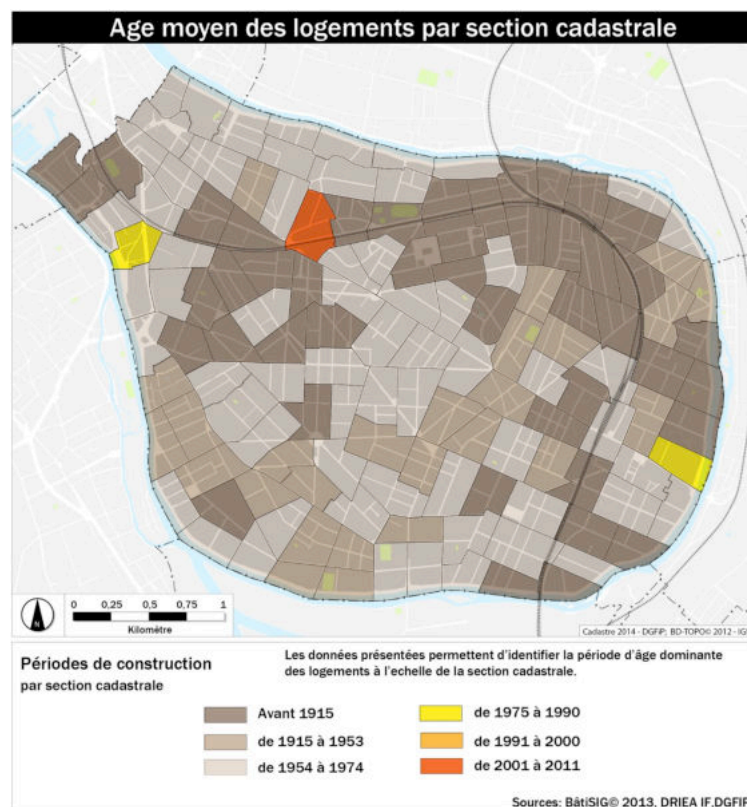 Age moyen des logements par section cadastrale
N
0 0,25 0,5 0,75 1
Kilomètre
Cadastre 2014 - DGFiP; BD-TOPO© 2012 - IG
Périodes de construction
par section cadastrale
Les données présentées permettent d'identifier la période d'âge dominante
des logements à l'echelle de la section cadastrale.
Avant 1915
de 1915 à 1953
de 1954 à 1974
de 1975 à 1990
de 1991 à 2000
de 2001 à 2011
Sources: BâtiSIG© 2013, DRIEA IF,DGFIP